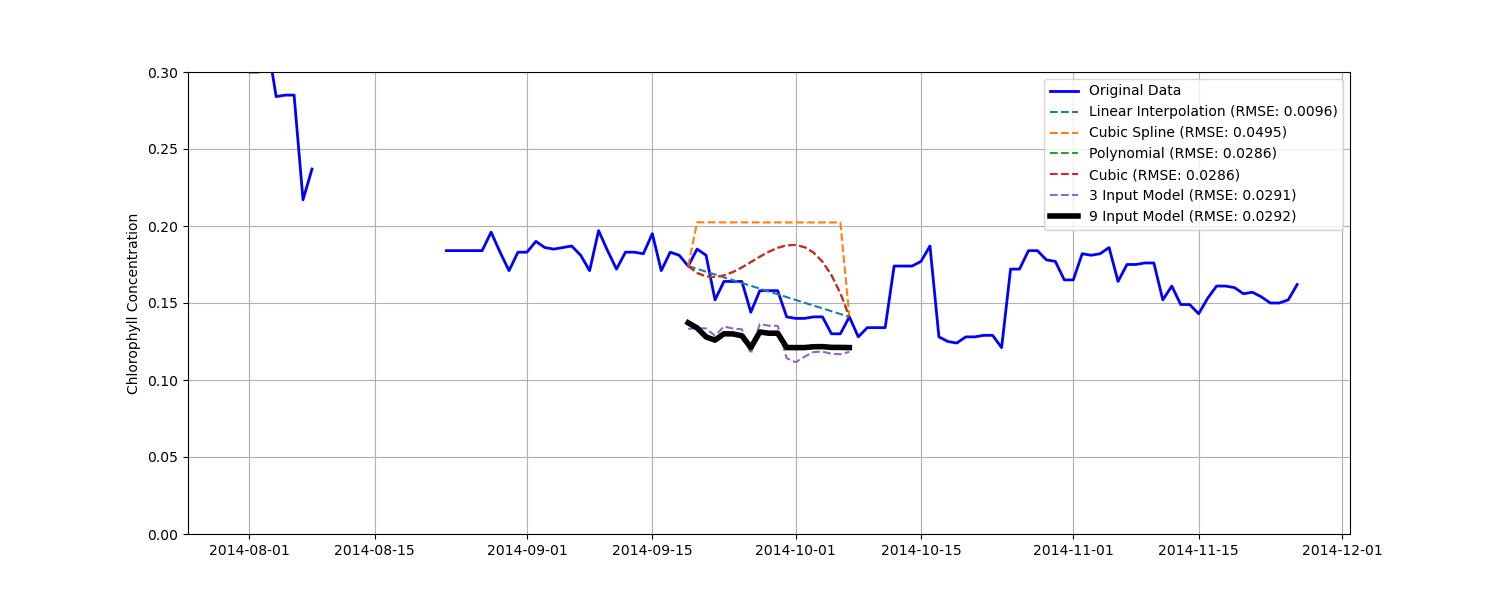 0.30
0.25
0.20
0.15
0.10
0.05
0.00
Chlorophyll Concentration
Original Data
Linear Interpolation (RMSE: 0.0096)
Cubic Spline (RMSE: 0.0495)
Polynomial (RMSE: 0.0286)
Cubic (RMSE: 0.0286)
3 Input Model (RMSE: 0.0291)
9 Input Model (RMSE: 0.0292)
2014-08-01 2014-08-15 2014-09-01 2014-09-15 2014-10-01 2014-10-15 2014-11-01 2014-11-15 2014-12-01